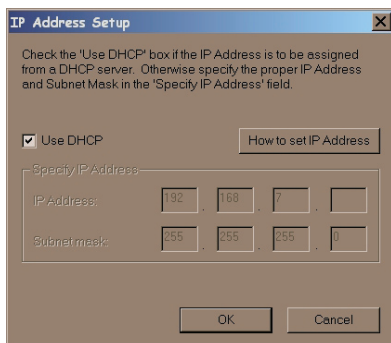 IP Address Setup
Check the 'Use DHCP' box if the IP Address is to be assigned
from a DHCP server. Otherwise specify the proper IP Address
and Subnet Mask in the 'Specify IP Address' field.
Use DHCP
How to set IP Address
Specify IP Address
IP Address: 192 . 168 . 7 .
Subnet mask: 255 . 255 . 255 . 0
OK Cancel